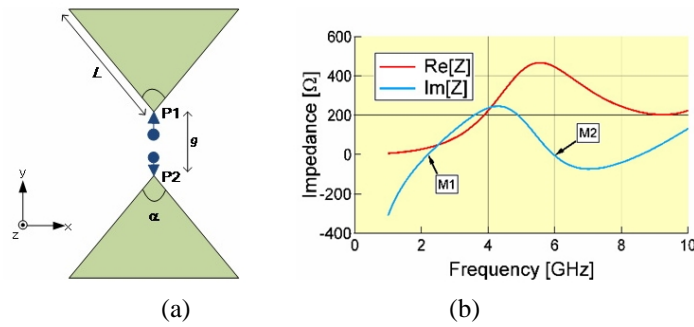 L
P1
g
P2
α
y
z
x
(a)
600
400
200
0
-200
-400
Impedance [Ω]
Re[Z]
Im[Z]
M1
M2
0
2
4
6
8
10
Frequency [GHz]
(b)